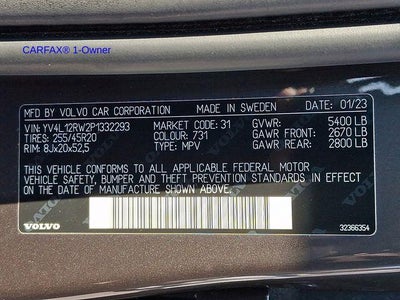 CARFAX® 1-Owner
MFD BY VOLVO CAR CORPORATION MADE IN SWEDEN DATE: 01/23
VIN: YV4L12RW2P1332293 MARKET CODE: 31 GVWR: 5400 LB
TIRES: 255/45R20 COLOUR: 731 GAWR FRONT: 2670 LB
RIM: 8Jx20x52,5 TYPE: MPV GAWR REAR: 2800 LB
THIS VEHICLE CONFORMS TO ALL APPLICABLE FEDERAL MOTOR
VEHICLE SAFETY, BUMPER AND THEFT PREVENTION STANDARDS IN EFFECT
ON THE DATE OF MANUFACTURE SHOWN ABOVE.
VOLVO
32366354